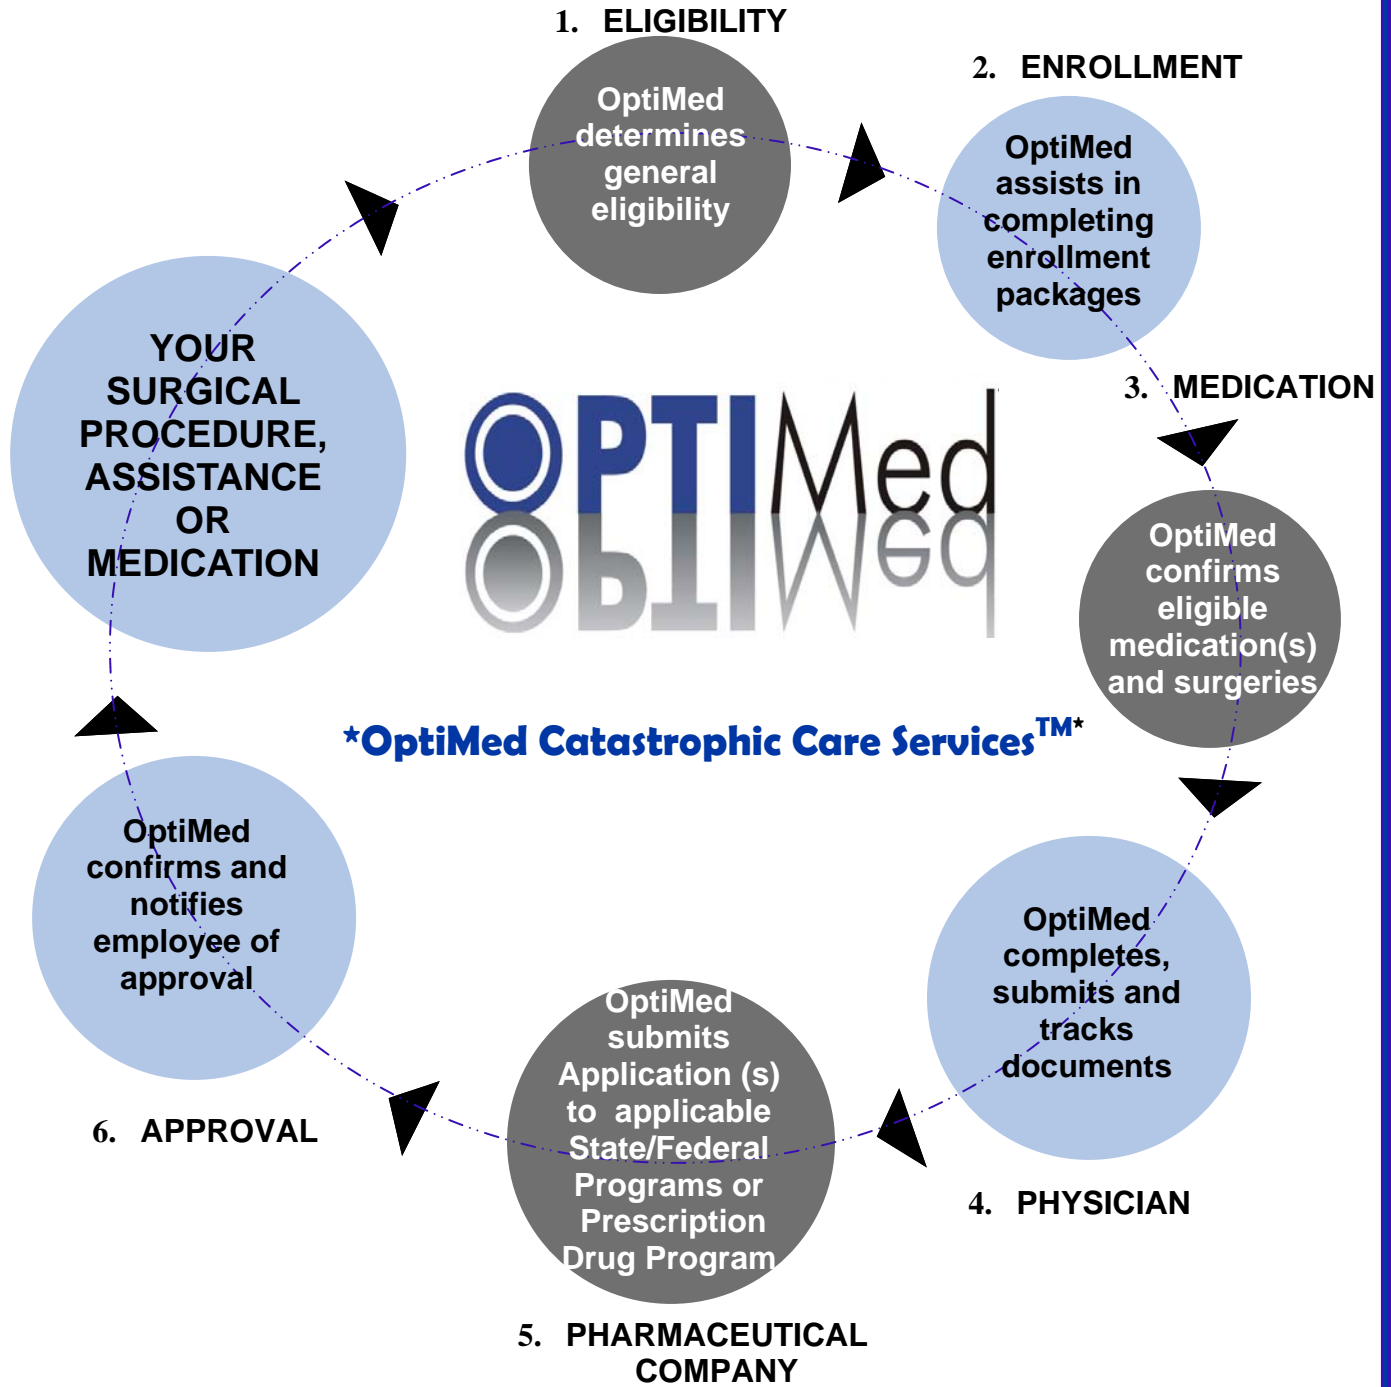 1. ELIGIBILITY
OptiMed
determines
general
eligibility
2. ENROLLMENT
OptiMed
assists in
completing
enrollment
packages
3. MEDICATION
OptiMed
confirms
eligible
medication(s)
and surgeries
OptiMed
completes,
submits and
tracks
documents
4. PHYSICIAN
OptiMed
submits
Application (s)
to applicable
State/Federal
Programs or
Prescription
Drug Program
5. PHARMACEUTICAL
COMPANY
OptiMed
confirms and
notifies
employee of
approval
6. APPROVAL
YOUR
SURGICAL
PROCEDURE,
ASSISTANCE
OR
MEDICATION
OPTIMed
*OptiMed Catastrophic Care Services™*